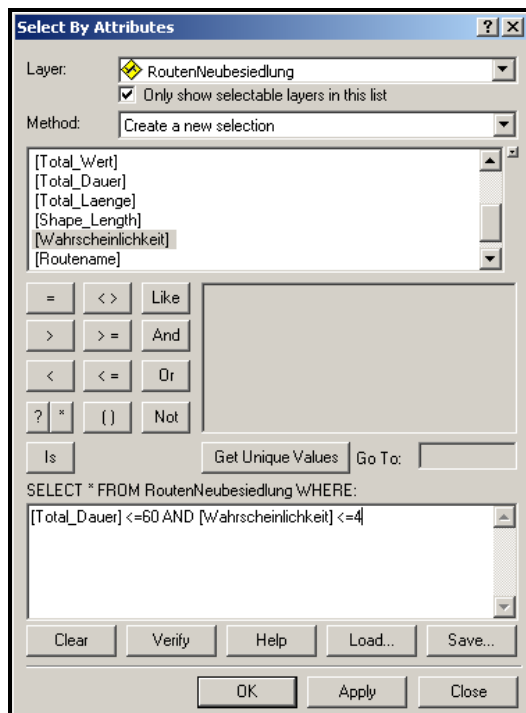 Select By Attributes
? X
Layer: RoutenNeubesiedlung
Only show selectable layers in this list
Method: Create a new selection
[Total_Wert]
[Total_Dauer]
[Total_Laenge]
[Shape_Length]
[Wahrscheinlichkeit]
[Routename]
= < > Like
> > = And
< < = Or
? * ( ) Not
Is Get Unique Values Go To:
SELECT * FROM RoutenNeubesiedlung WHERE:
[Total_Dauer] <=60 AND [Wahrscheinlichkeit] <=4
Clear Verify Help Load... Save...
OK Apply Close